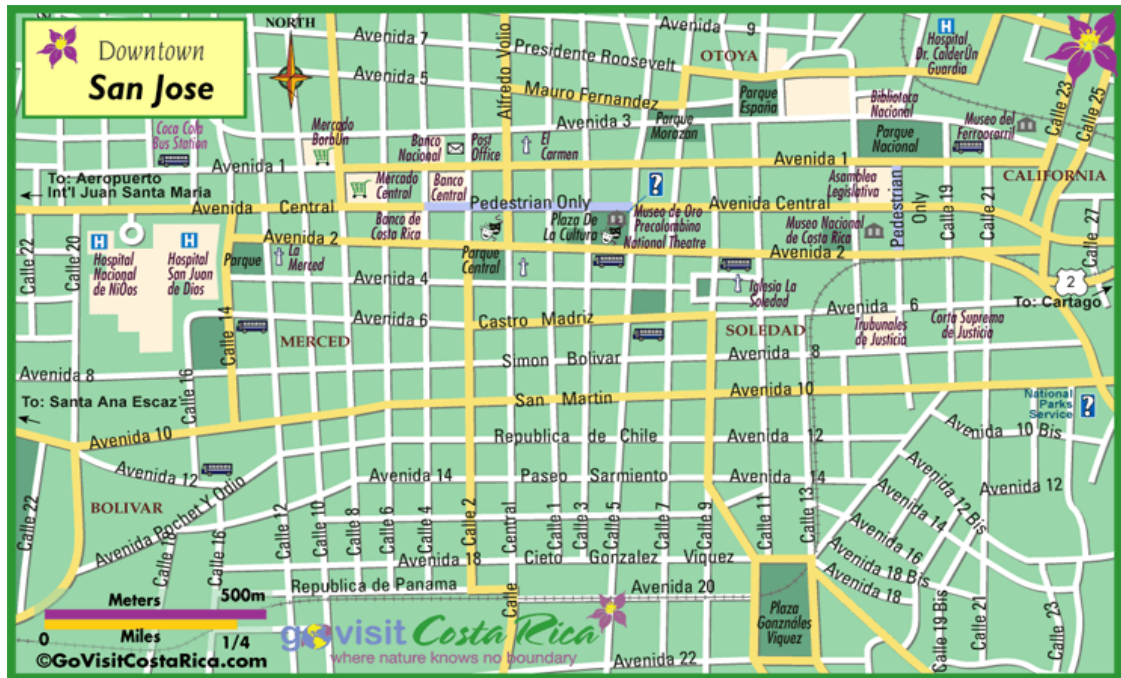 Downtown
San Jose
NORTH
Avenida 7
Avenida 5
Presidente Roosevelt
Mauro Fernandez
Alfredo Volio
Avenida 9
OTOYA
Hospital
Dr. CalderÚn
Guardia
Parque
España
Biblioteca
Nacional
Calle 23
Calle 25
Coca Cola
Bus Station
Mercado
BorbÚn
Banco
Nacional
Post
Office
El
Carmen
Avenida 3
Parque
Morazán
Parque
Nacional
Museo del
Ferrocarril
Avenida 1
Avenida 1
To: Aeropuerto
Int'l Juan Santa Maria
Mercado
Central
Banco
Central
Asamblea
Legislativa
Pedestrian
Only
Calle 19
Calle 21
CALIFORNIA
Avenida Central
Pedestrian Only
Avenida Central
Banco de
Costa Rica
Plaza De
La Cultura
Museo de Oro
Precolombino
National Theatre
Museo Nacional
de Costa Rica
Calle 27
Calle 22
Calle 20
Hospital
Nacional
de NiÒos
Hospital
San Juan
de Dios
Avenida 2
Parque
La
Merced
Parque
Central
Avenida 2
Avenida 4
Iglesia La
Soledad
2
To: Cartago
Calle 14
Avenida 6
Castro Madriz
SOLEDAD
Avenida 6
Trubunales
de Justicia
Corta Suprema
de Justicia
MERCED
Avenida 8
Calle 16
Simon Bolivar
Avenida 8
To: Santa Ana Escaz˙
San Martin
Avenida 10
National
Parks
Service
Avenida 10
Republica de Chile
Avenida 12
Avenida 10 Bis
Avenida 12
Avenida 14
Paseo Sarmiento
Avenida 14
Avenida 12 Bis
Avenida 12
BOLIVAR
Calle 22
Avenida Pochet Y Odio
Calle 18
Calle 16
Calle 12
Calle 10
Calle 8
Calle 6
Calle 4
Calle 2
Calle Central
Calle 1
Calle 3
Calle 5
Calle 7
Calle 9
Calle 11
Calle 13
Avenida 14
Avenida 16
Avenida 18 Bis
Avenida 18
Avenida 18
Cieto Gonzalez Viquez
Republica de Panama
Avenida 20
Plaza
Gonználes
Viquez
Calle 19 Bis
Calle 21
Calle 23
Meters 500m
0 Miles 1/4
©GoVisitCostaRica.com
govisit Costa Rica
where nature knows no boundary
Avenida 22